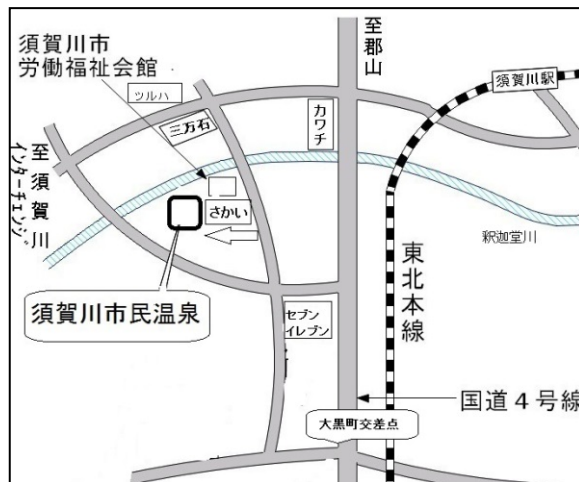 須賀川市
労働福祉会館
ツルハ
三万石
至郡山
カワチ
須賀川駅
至須賀川
インターチェンジ
さかい
釈迦堂川
東北本線
須賀川市民温泉
セブン
イレブン
国道4号線
大黒町交差点